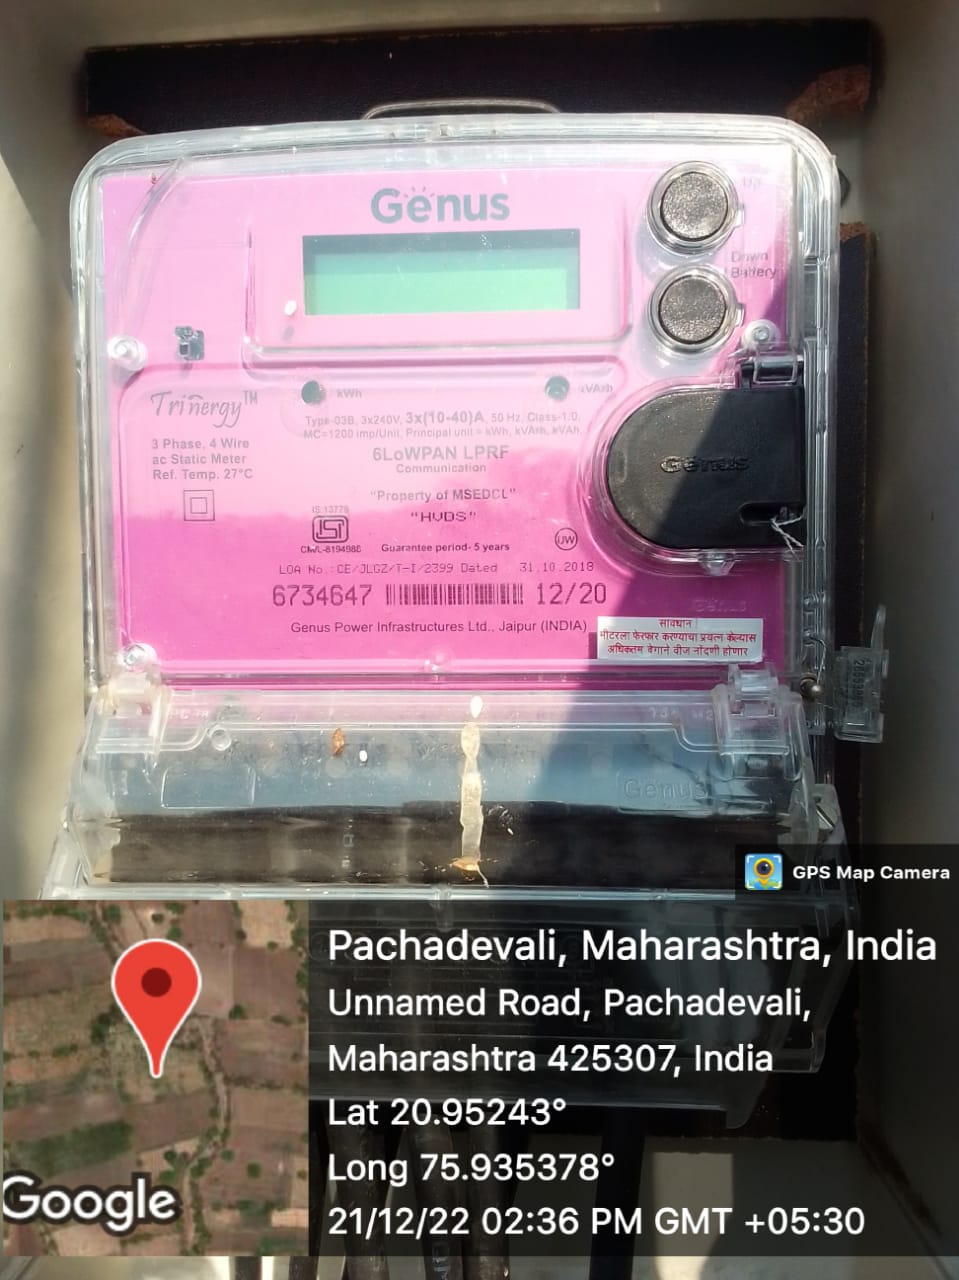 Genus
Up
Down
Battery
kWh
kVArh
Trinergy™
Type-03B, 3x240V, 3x(10-40)A, 50 Hz, Class-1.0,
MC=1200 imp/Unit, Principal unit = kWh, kVArh, kVAh.
3 Phase, 4 Wire
ac Static Meter
Ref. Temp. 27°C
6LoWPAN LPRF
Communication
Genus
"Property of MSEDCL"
"HVDS"
IS:13779
ISI
CM/L-8194988
Guarantee period- 5 years
UW
LOA No.:CE/JLGZ/T-I/2399 Dated 31.10.2018
6734647 12/20
Genus
Genus Power Infrastructures Ltd., Jaipur (INDIA)
सावधान !
मीटरला फेरफार करण्याचा प्रयत्न केल्यास
अधिकतम वेगाने वीज नोंदणी होणार
Genus
GPS Map Camera
Pachadevali, Maharashtra, India
Unnamed Road, Pachadevali,
Maharashtra 425307, India
Lat 20.95243°
Long 75.935378°
21/12/22 02:36 PM GMT +05:30
Google